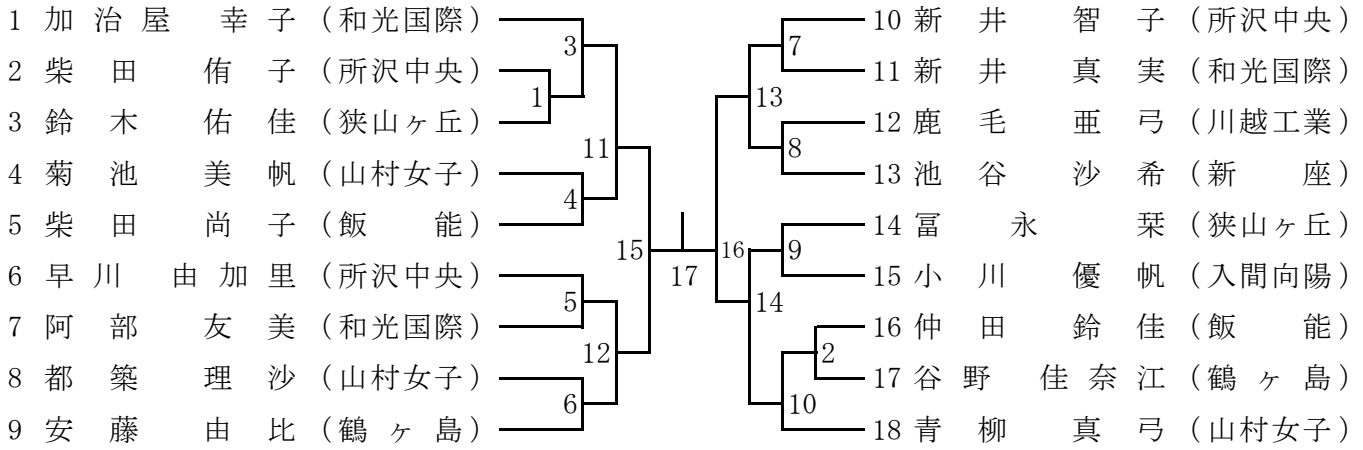 1 加治屋 幸子（和光国際）
2 柴田 侑子（所沢中央）
3 鈴木 佑佳（狭山ヶ丘）
4 菊池 美帆（山村女子）
5 柴田 尚子（飯能）
6 早川 由加里（所沢中央）
7 阿部 友美（和光国際）
8 都築 理沙（山村女子）
9 安藤 由比（鶴ヶ島）
3
1
11
4
15
5
12
6
17
7
13
8
16
9
14
2
10
10 新井 智子（所沢中央）
11 新井 真実（和光国際）
12 鹿毛 亜弓（川越工業）
13 池谷 沙希（新座）
14 冨永 栞（狭山ヶ丘）
15 小川 優帆（入間向陽）
16 仲田 鈴佳（飯能）
17 谷野 佳奈江（鶴ヶ島）
18 青柳 真弓（山村女子）